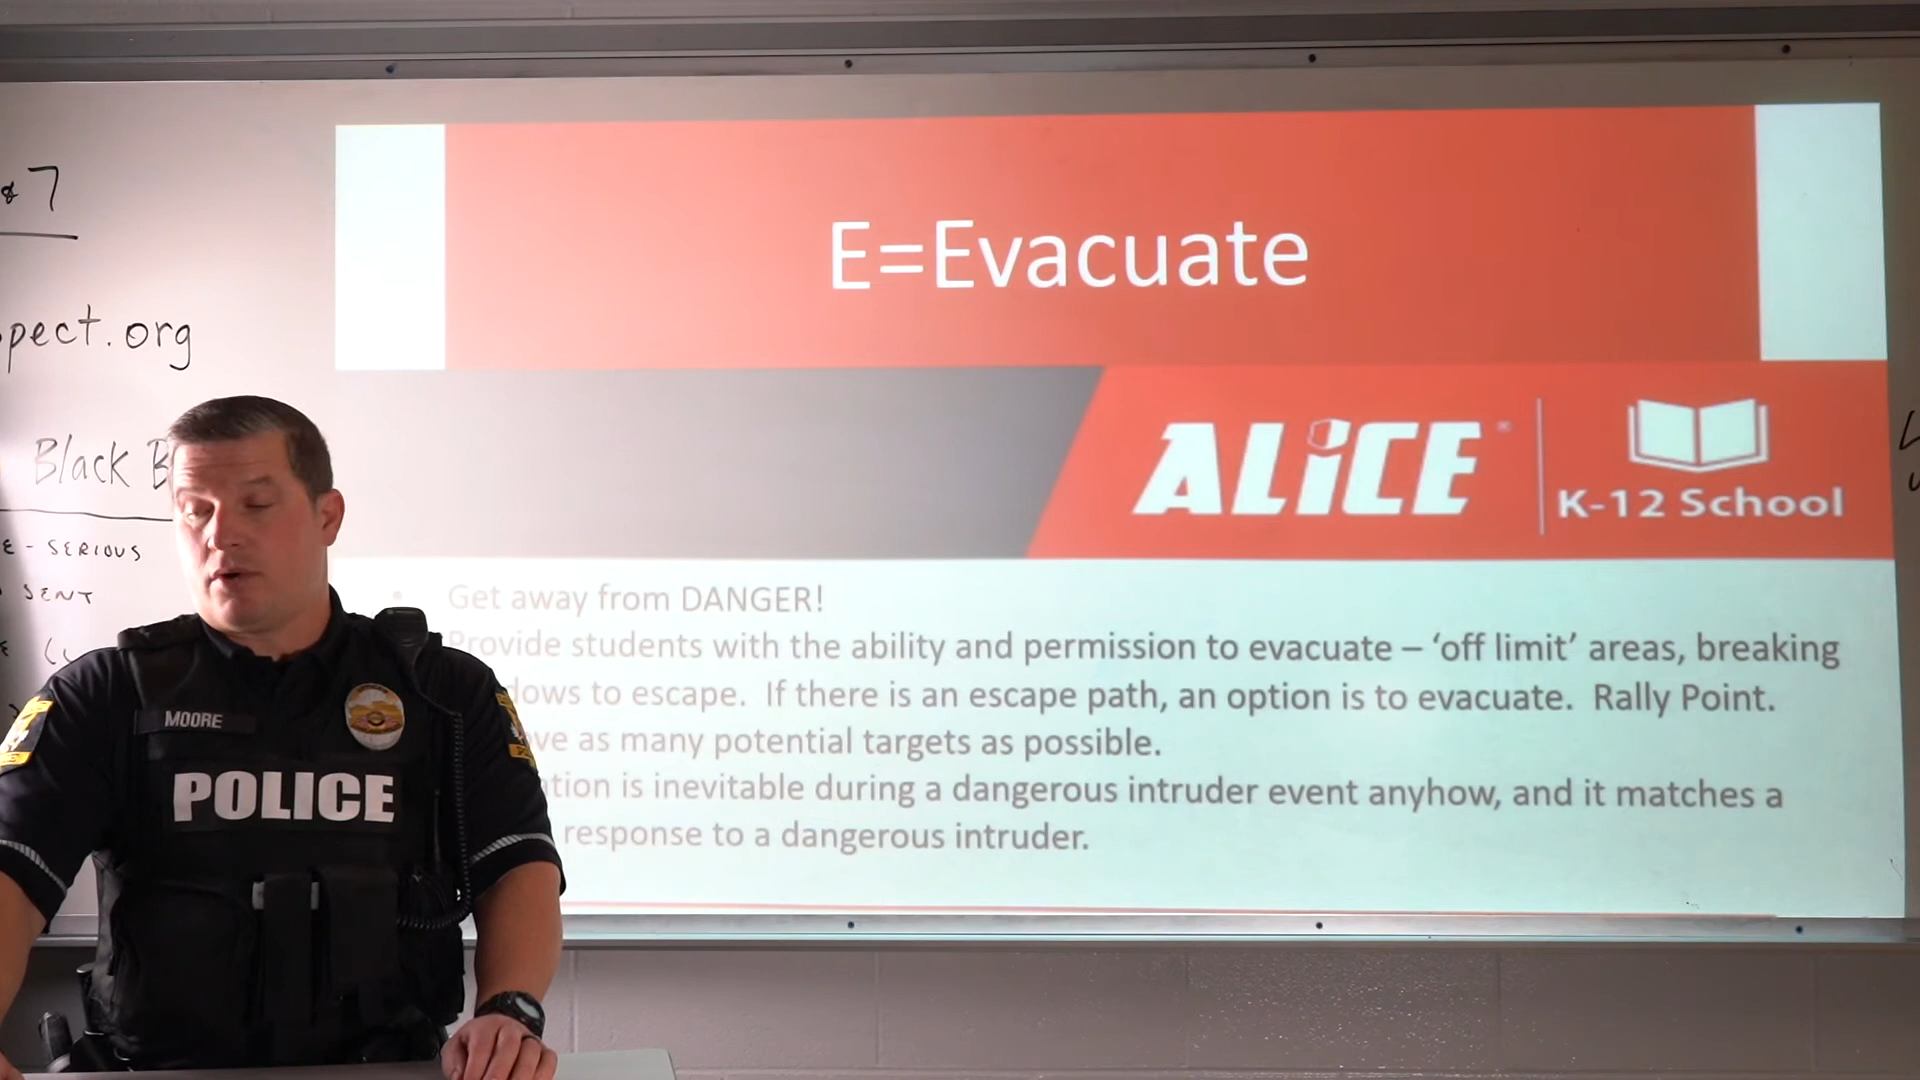 & 7
pect.org
Black B
E - SERIOUS
SENT
E=Evacuate
ALiCE®
K-12 School
• Get away from DANGER!
Provide students with the ability and permission to evacuate – ‘off limit’ areas, breaking
dows to escape. If there is an escape path, an option is to evacuate. Rally Point.
ve as many potential targets as possible.
tion is inevitable during a dangerous intruder event anyhow, and it matches a
response to a dangerous intruder.
MOORE
POLICE